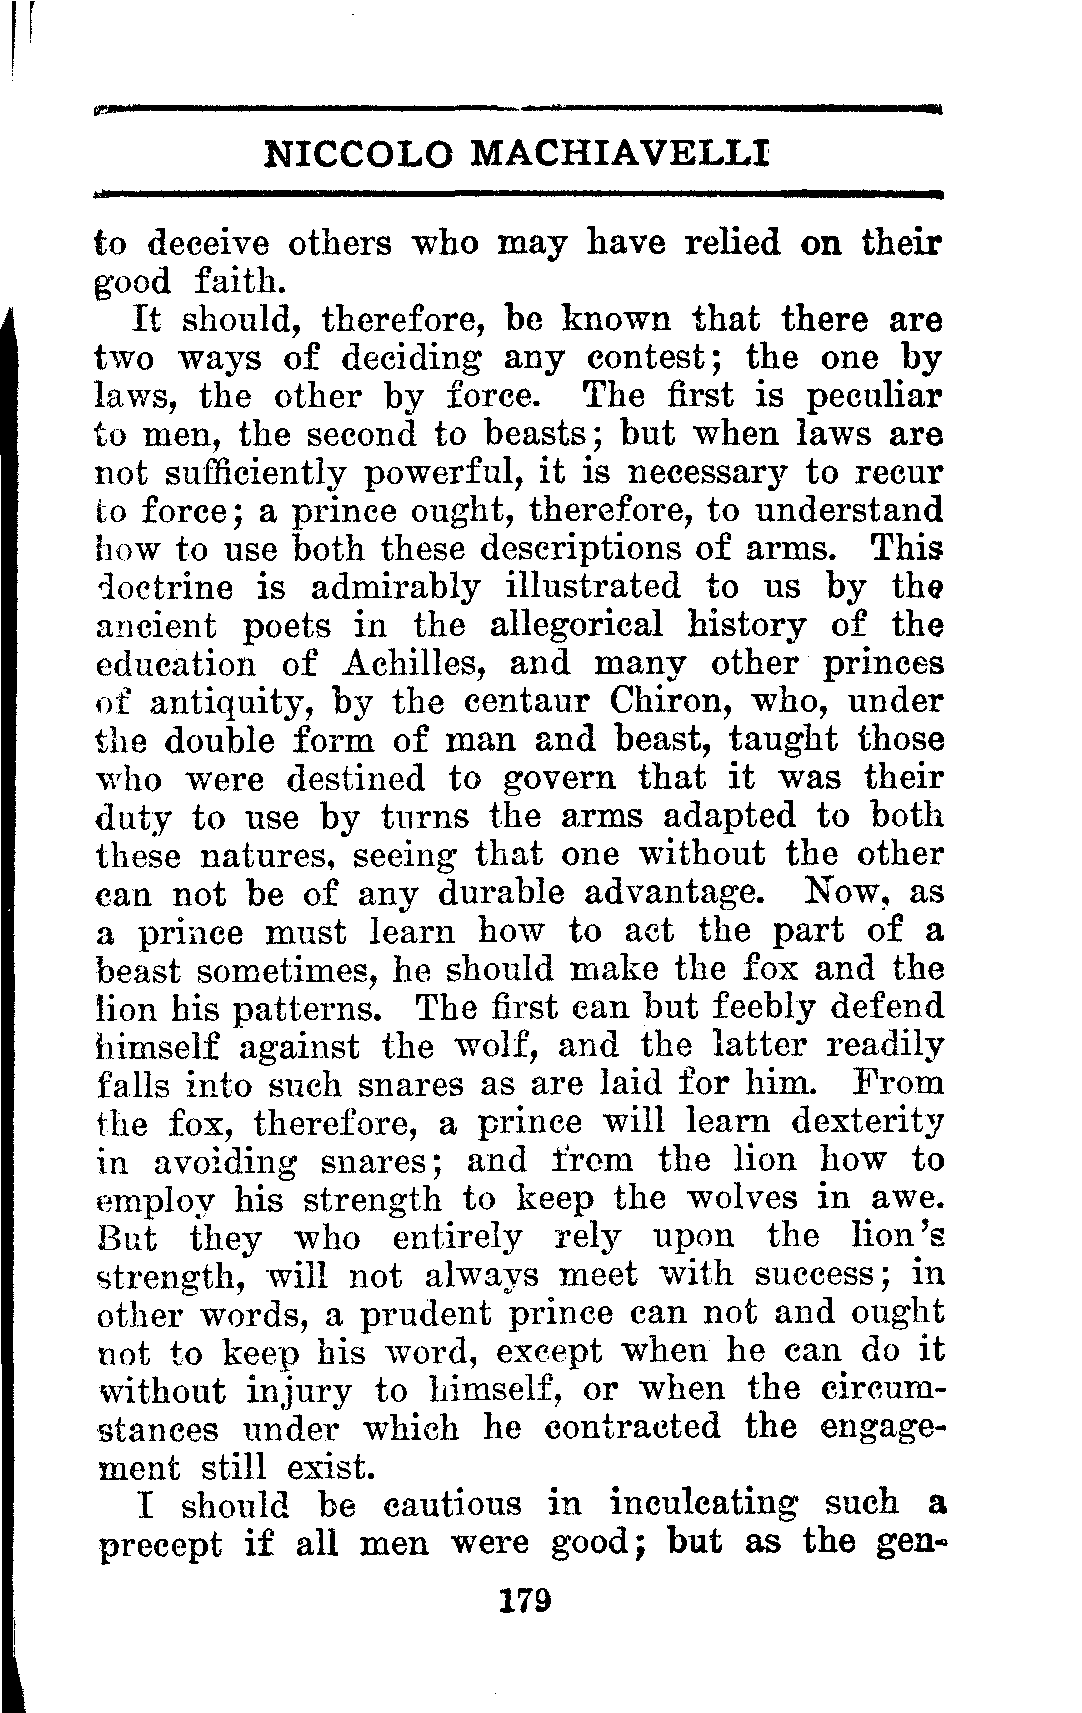 NICCOLO MACHIAVELLI
to deceive others who may have relied on their
good faith.
It should, therefore, be known that there are
two ways of deciding any contest; the one by
laws, the other by force. The first is peculiar
to men, the second to beasts; but when laws are
not sufficiently powerful, it is necessary to recur
to force; a prince ought, therefore, to understand
how to use both these descriptions of arms. This
doctrine is admirably illustrated to us by the
ancient poets in the allegorical history of the
education of Achilles, and many other princes
of antiquity, by the centaur Chiron, who, under
the double form of man and beast, taught those
who were destined to govern that it was their
duty to use by turns the arms adapted to both
these natures, seeing that one without the other
can not be of any durable advantage. Now, as
a prince must learn how to act the part of a
beast sometimes, he should make the fox and the
lion his patterns. The first can but feebly defend
himself against the wolf, and the latter readily
falls into such snares as are laid for him. From
the fox, therefore, a prince will learn dexterity
in avoiding snares; and from the lion how to
employ his strength to keep the wolves in awe.
But they who entirely rely upon the lion's
strength, will not always meet with success; in
other words, a prudent prince can not and ought
not to keep his word, except when he can do it
without injury to himself, or when the circum-
stances under which he contracted the engage-
ment still exist.
I should be cautious in inculcating such a
precept if all men were good; but as the gen-
179